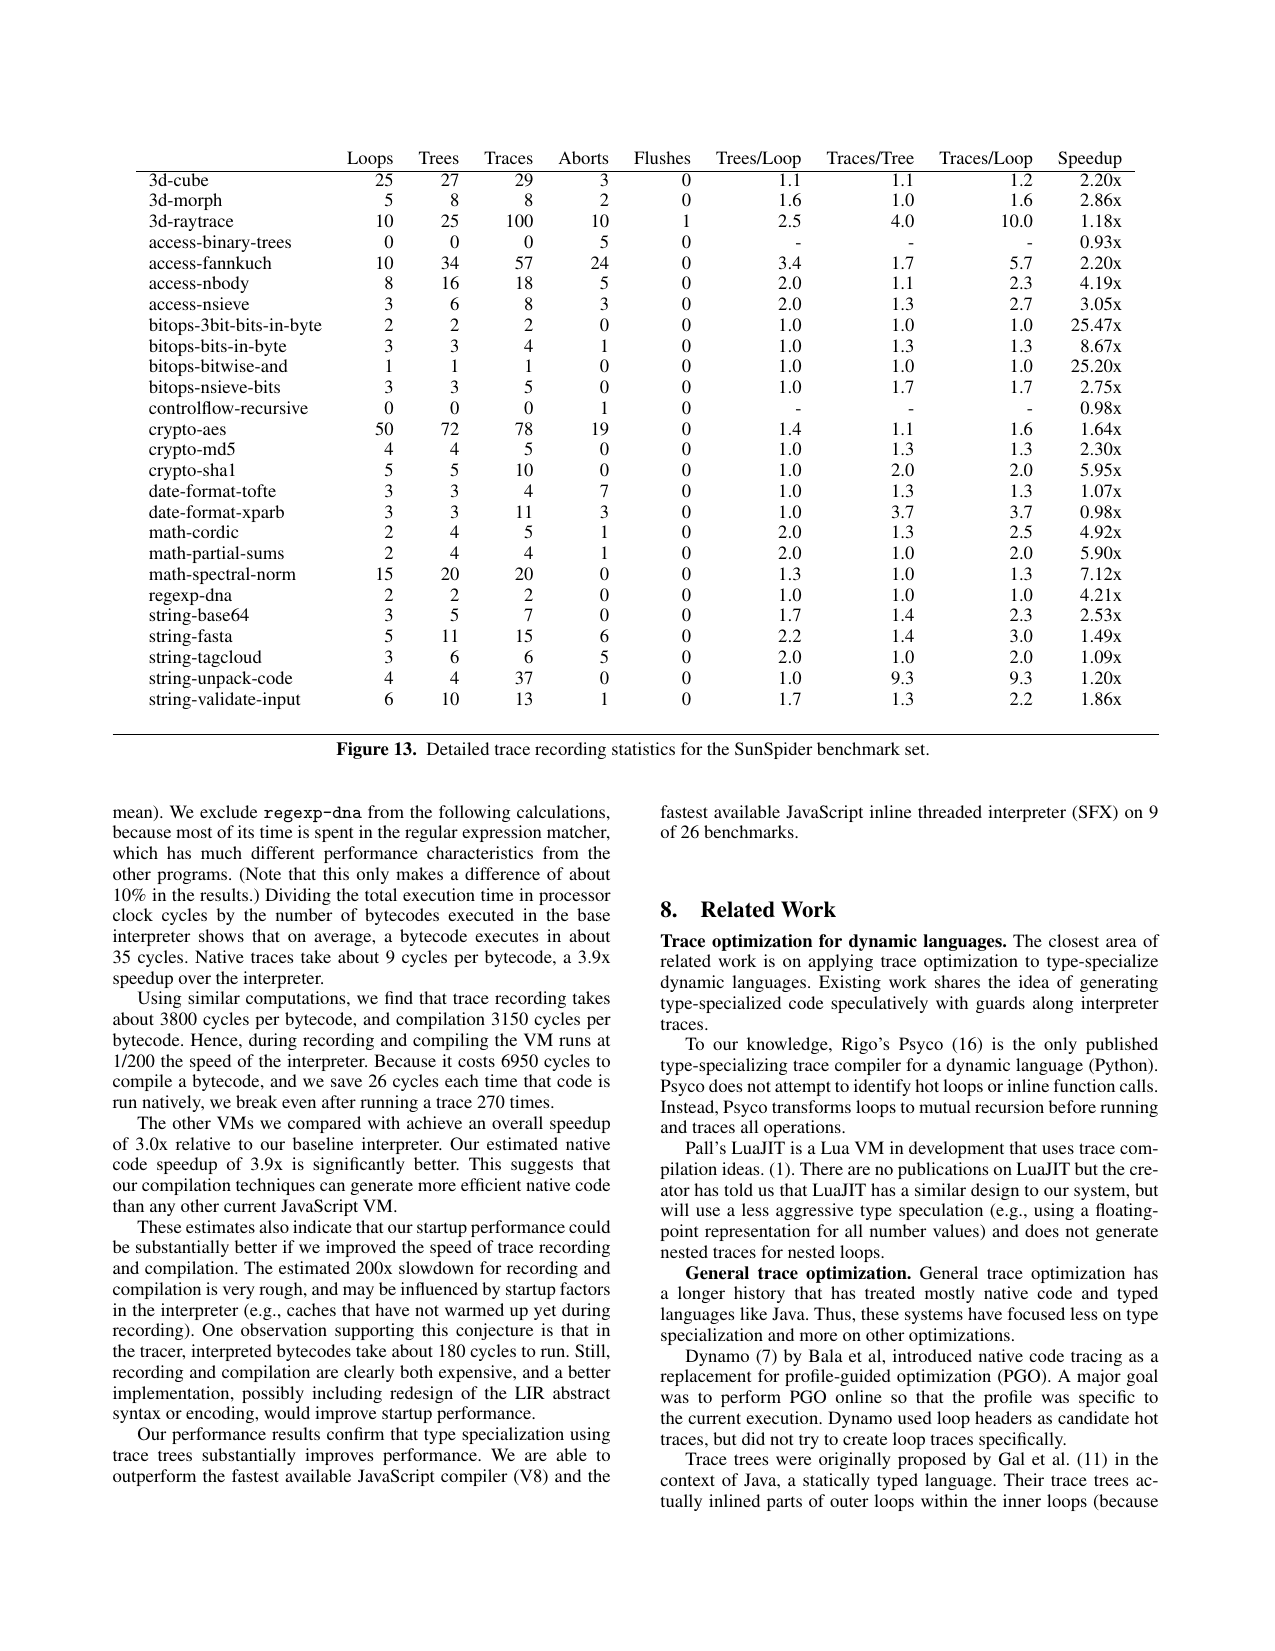 Loops Trees Traces Aborts Flushes Trees/Loop Traces/Tree Traces/Loop Speedup
3d-cube 25 27 29 3 0 1.1 1.1 1.2 2.20x
3d-morph 5 8 8 2 0 1.6 1.0 1.6 2.86x
3d-raytrace 10 25 100 10 1 2.5 4.0 10.0 1.18x
access-binary-trees 0 0 0 5 0 - - - 0.93x
access-fannkuch 10 34 57 24 0 3.4 1.7 5.7 2.20x
access-nbody 8 16 18 5 0 2.0 1.1 2.3 4.19x
access-nsieve 3 6 8 3 0 2.0 1.3 2.7 3.05x
bitops-3bit-bits-in-byte 2 2 2 0 0 1.0 1.0 1.0 25.47x
bitops-bits-in-byte 3 3 4 1 0 1.0 1.3 1.3 8.67x
bitops-bitwise-and 1 1 1 0 0 1.0 1.0 1.0 25.20x
bitops-nsieve-bits 3 3 5 0 0 1.0 1.7 1.7 2.75x
controlflow-recursive 0 0 0 1 0 - - - 0.98x
crypto-aes 50 72 78 19 0 1.4 1.1 1.6 1.64x
crypto-md5 4 4 5 0 0 1.0 1.3 1.3 2.30x
crypto-sha1 5 5 10 0 0 1.0 2.0 2.0 5.95x
date-format-tofte 3 3 4 7 0 1.0 1.3 1.3 1.07x
date-format-xparb 3 3 11 3 0 1.0 3.7 3.7 0.98x
math-cordic 2 4 5 1 0 2.0 1.3 2.5 4.92x
math-partial-sums 2 4 4 1 0 2.0 1.0 2.0 5.90x
math-spectral-norm 15 20 20 0 0 1.3 1.0 1.3 7.12x
regexp-dna 2 2 2 0 0 1.0 1.0 1.0 4.21x
string-base64 3 5 7 0 0 1.7 1.4 2.3 2.53x
string-fasta 5 11 15 6 0 2.2 1.4 3.0 1.49x
string-tagcloud 3 6 6 5 0 2.0 1.0 2.0 1.09x
string-unpack-code 4 4 37 0 0 1.0 9.3 9.3 1.20x
string-validate-input 6 10 13 1 0 1.7 1.3 2.2 1.86x
Figure 13. Detailed trace recording statistics for the SunSpider benchmark set.
mean). We exclude regexp-dna from the following calculations,
because most of its time is spent in the regular expression matcher,
which has much different performance characteristics from the
other programs. (Note that this only makes a difference of about
10% in the results.) Dividing the total execution time in processor
clock cycles by the number of bytecodes executed in the base
interpreter shows that on average, a bytecode executes in about
35 cycles. Native traces take about 9 cycles per bytecode, a 3.9x
speedup over the interpreter.
Using similar computations, we find that trace recording takes
about 3800 cycles per bytecode, and compilation 3150 cycles per
bytecode. Hence, during recording and compiling the VM runs at
1/200 the speed of the interpreter. Because it costs 6950 cycles to
compile a bytecode, and we save 26 cycles each time that code is
run natively, we break even after running a trace 270 times.
The other VMs we compared with achieve an overall speedup
of 3.0x relative to our baseline interpreter. Our estimated native
code speedup of 3.9x is significantly better. This suggests that
our compilation techniques can generate more efficient native code
than any other current JavaScript VM.
These estimates also indicate that our startup performance could
be substantially better if we improved the speed of trace recording
and compilation. The estimated 200x slowdown for recording and
compilation is very rough, and may be influenced by startup factors
in the interpreter (e.g., caches that have not warmed up yet during
recording). One observation supporting this conjecture is that in
the tracer, interpreted bytecodes take about 180 cycles to run. Still,
recording and compilation are clearly both expensive, and a better
implementation, possibly including redesign of the LIR abstract
syntax or encoding, would improve startup performance.
Our performance results confirm that type specialization using
trace trees substantially improves performance. We are able to
outperform the fastest available JavaScript compiler (V8) and the
fastest available JavaScript inline threaded interpreter (SFX) on 9
of 26 benchmarks.
8. Related Work
Trace optimization for dynamic languages. The closest area of
related work is on applying trace optimization to type-specialize
dynamic languages. Existing work shares the idea of generating
type-specialized code speculatively with guards along interpreter
traces.
To our knowledge, Rigo's Psyco (16) is the only published
type-specializing trace compiler for a dynamic language (Python).
Psyco does not attempt to identify hot loops or inline function calls.
Instead, Psyco transforms loops to mutual recursion before running
and traces all operations.
Pall's LuaJIT is a Lua VM in development that uses trace com-
pilation ideas. (1). There are no publications on LuaJIT but the cre-
ator has told us that LuaJIT has a similar design to our system, but
will use a less aggressive type speculation (e.g., using a floating-
point representation for all number values) and does not generate
nested traces for nested loops.
General trace optimization. General trace optimization has
a longer history that has treated mostly native code and typed
languages like Java. Thus, these systems have focused less on type
specialization and more on other optimizations.
Dynamo (7) by Bala et al, introduced native code tracing as a
replacement for profile-guided optimization (PGO). A major goal
was to perform PGO online so that the profile was specific to
the current execution. Dynamo used loop headers as candidate hot
traces, but did not try to create loop traces specifically.
Trace trees were originally proposed by Gal et al. (11) in the
context of Java, a statically typed language. Their trace trees ac-
tually inlined parts of outer loops within the inner loops (because